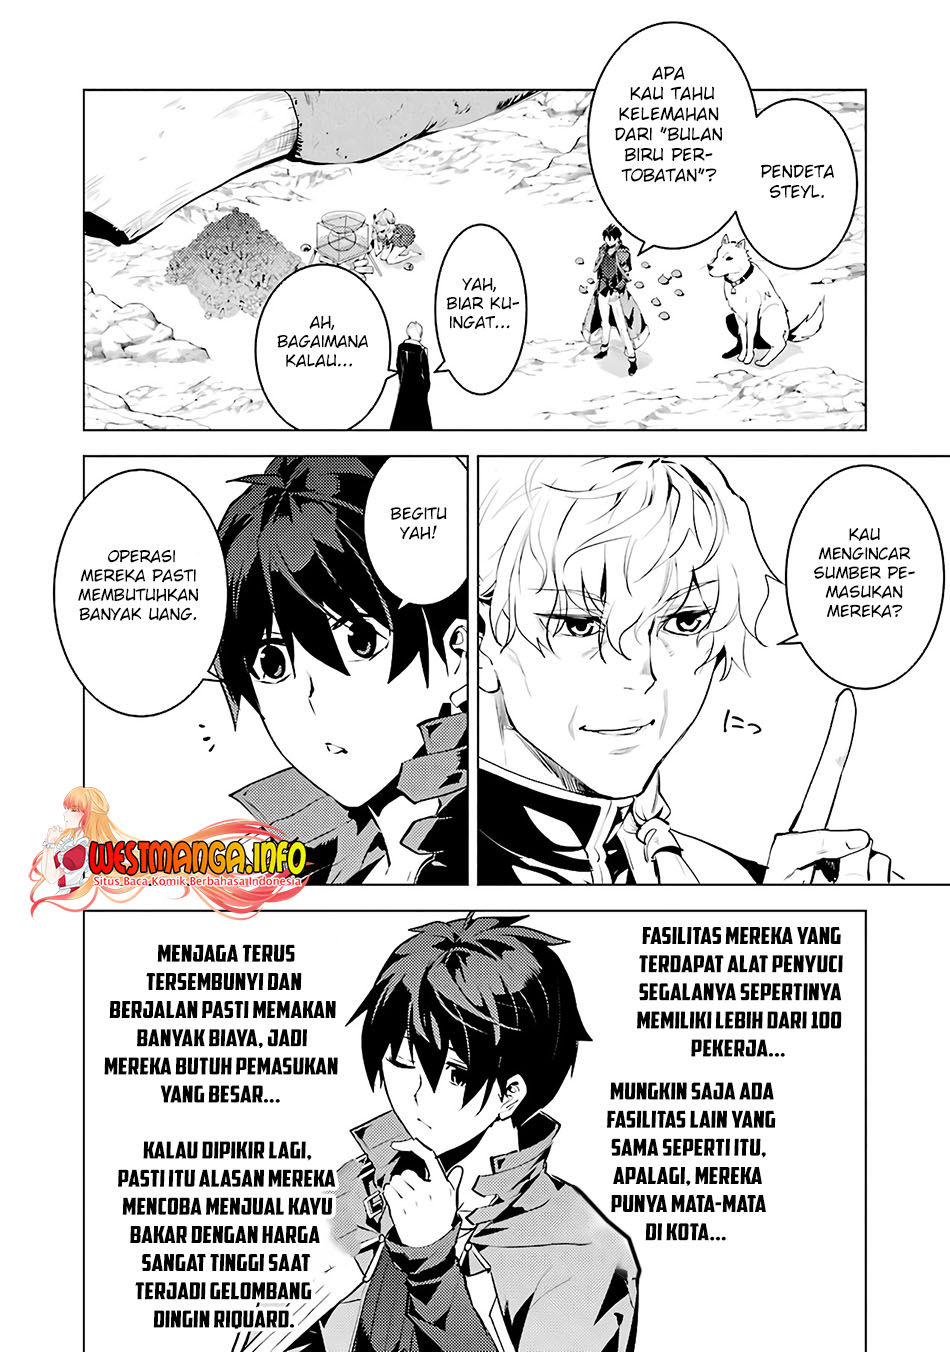 PENDETA
STEYL.
APA
KAU TAHU
KELEMAHAN
DARI "BULAN
BIRU PER-
TOBATAN"?
YAH,
BIAR KU-
INGAT...
AH,
BAGAIMANA
KALAU...
KAU
MENGINCAR
SUMBER PE-
MASUKAN
MEREKA?
にっ
BEGITU
YAH!
OPERASI
MEREKA PASTI
MEMBUTUHKAN
BANYAK UANG.
WESTMANGA.INFO
Situs Baca Komik Berbahasa Indonesia
FASILITAS MEREKA YANG
TERDAPAT ALAT PENYUCI
SEGALANYA SEPERTINYA
MEMILIKI LEBIH DARI 100
PEKERJA...
MUNGKIN SAJA ADA
FASILITAS LAIN YANG
SAMA SEPERTI ITU,
APALAGI, MEREKA
PUNYA MATA-MATA
DI KOTA...
MENJAGA TERUS
TERSEMBUNYI DAN
BERJALAN PASTI MEMAKAN
BANYAK BIAYA, JADI
MEREKA BUTUH PEMASUKAN
YANG BESAR...
KALAU DIPIKIR LAGI,
PASTI ITU ALASAN MEREKA
MENCOBA MENJUAL KAYU
BAKAR DENGAN HARGA
SANGAT TINGGI SAAT
TERJADI GELOMBANG
DINGIN RIQUARD.